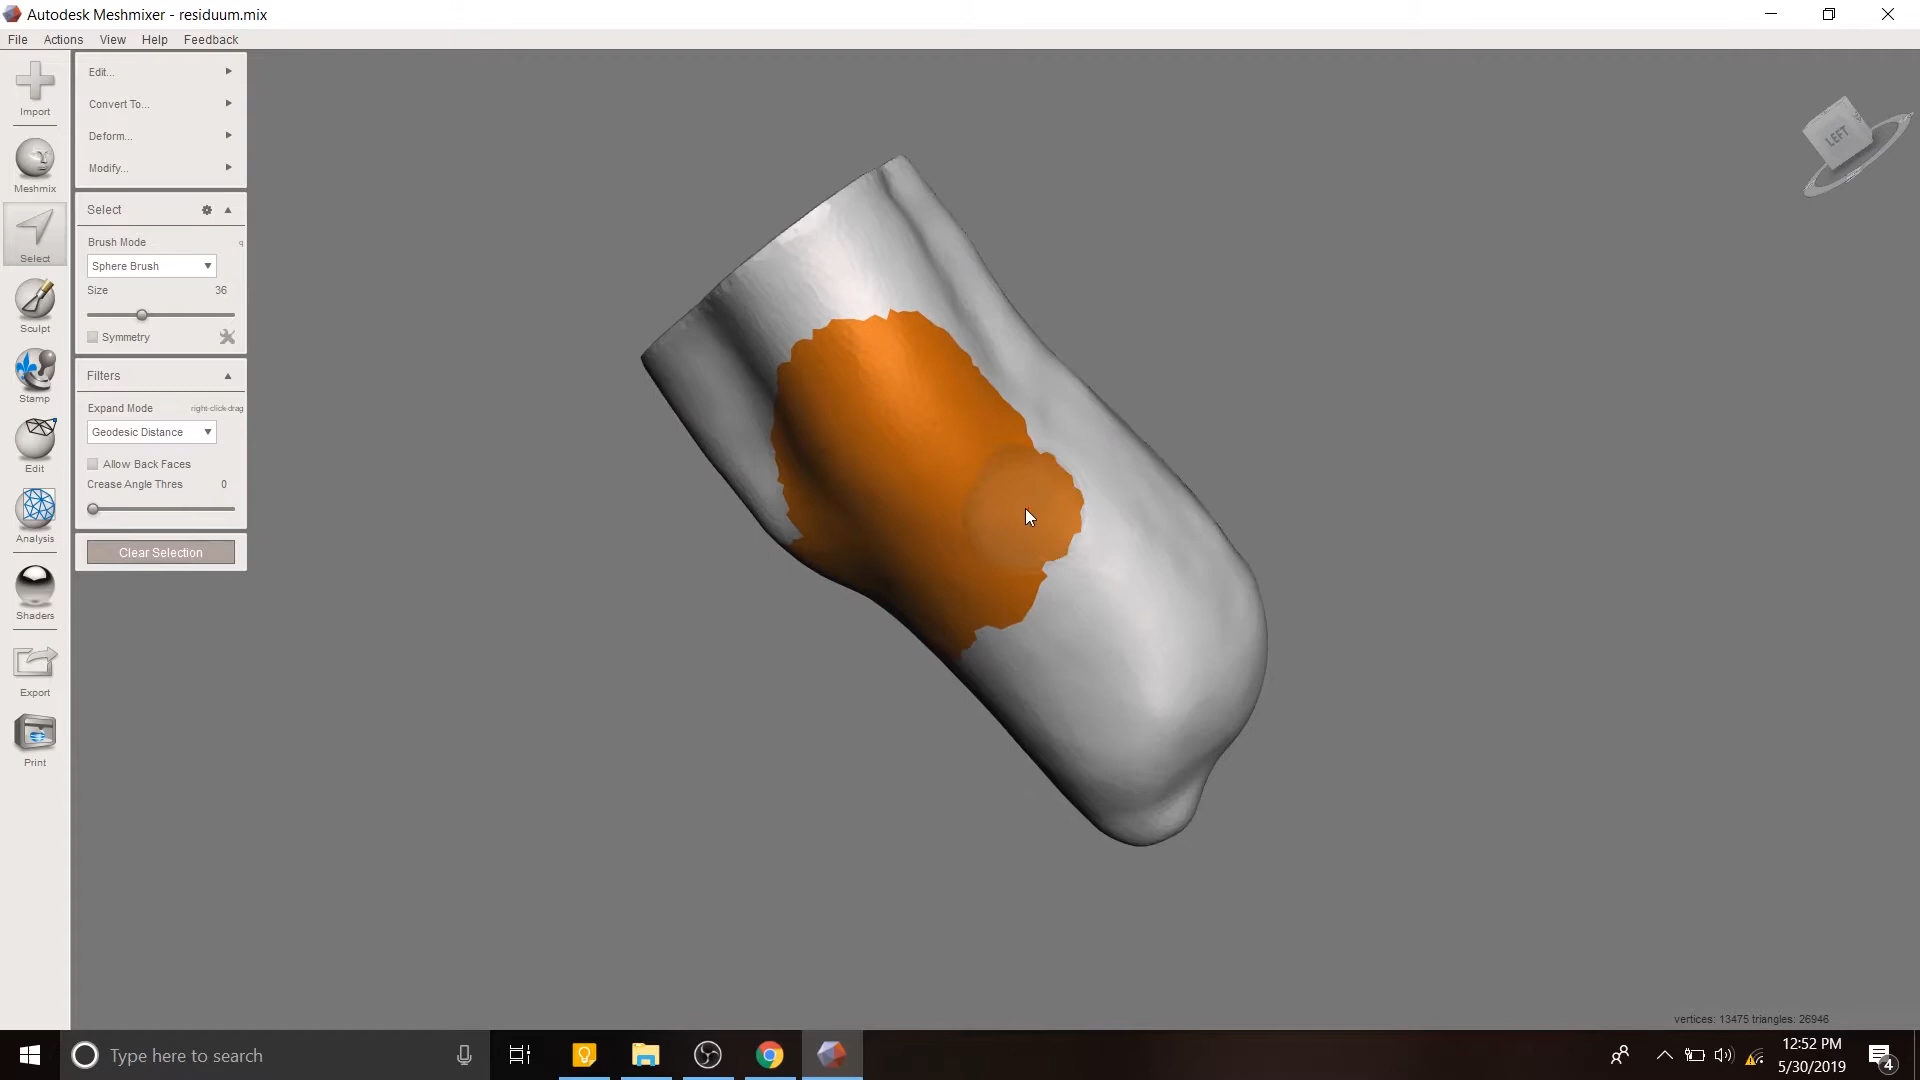 Autodesk Meshmixer - residuum.mix
File Actions View Help Feedback
Import
Meshmix
Select
Sculpt
Stamp
Edit
Analysis
Shaders
Export
Print
Edit...
Convert To...
Deform...
Modify...
Select
Brush Mode q
Sphere Brush
Size 36
Symmetry
Filters
Expand Mode right-click-drag
Geodesic Distance
Allow Back Faces
Crease Angle Thres 0
Clear Selection
LEFT
vertices: 13475 triangles: 26946
Type here to search
12:52 PM
5/30/2019
4